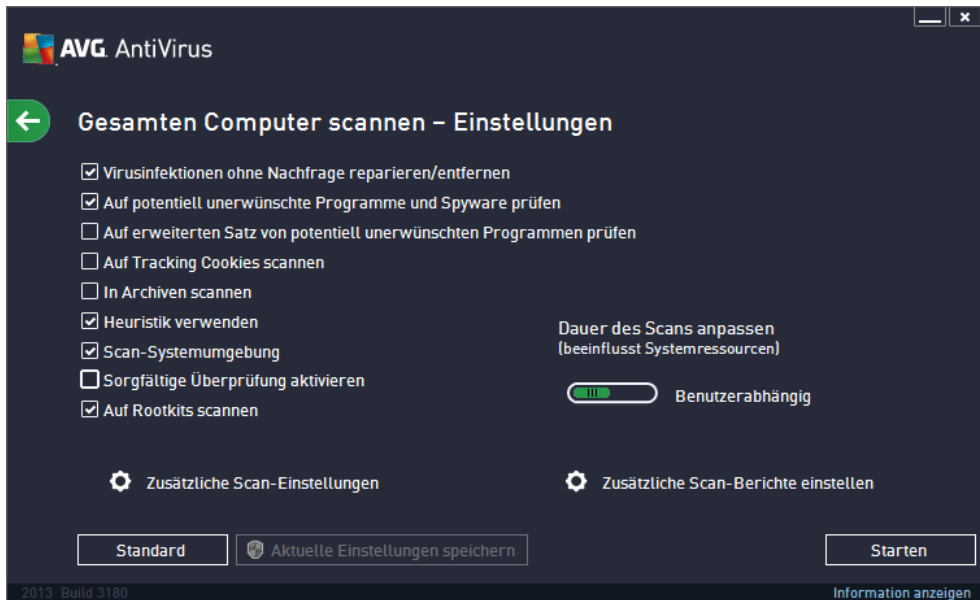 AVG. AntiVirus
Gesamten Computer scannen – Einstellungen
Virusinfektionen ohne Nachfrage reparieren/entfernen
Auf potentiell unerwünschte Programme und Spyware prüfen
Auf erweiterten Satz von potentiell unerwünschten Programmen prüfen
Auf Tracking Cookies scannen
In Archiven scannen
Heuristik verwenden
Scan-Systemumgebung
Sorgfältige Überprüfung aktivieren
Auf Rootkits scannen
Dauer des Scans anpassen
(beeinflusst Systemressourcen)
Benutzerabhängig
Zusätzliche Scan-Einstellungen
Zusätzliche Scan-Berichte einstellen
Standard
Aktuelle Einstellungen speichern
Starten
2013 Build 3180
Information anzeigen